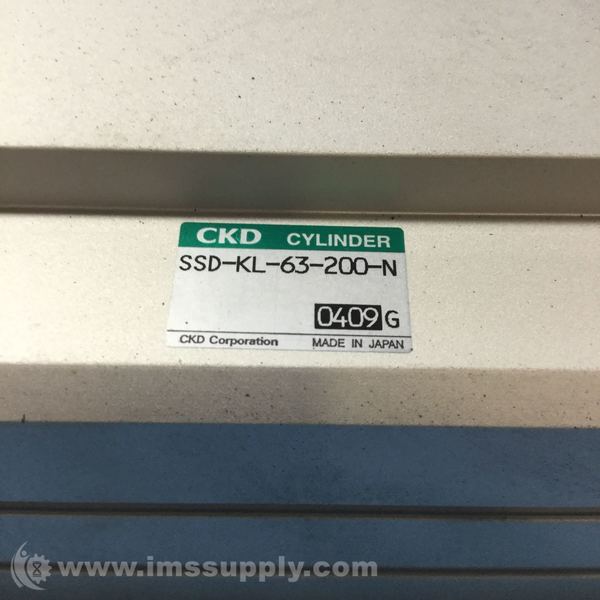 CKD CYLINDER
SSD-KL-63-200-N
0409 G
CKD Corporation MADE IN JAPAN
www.imssupply.com